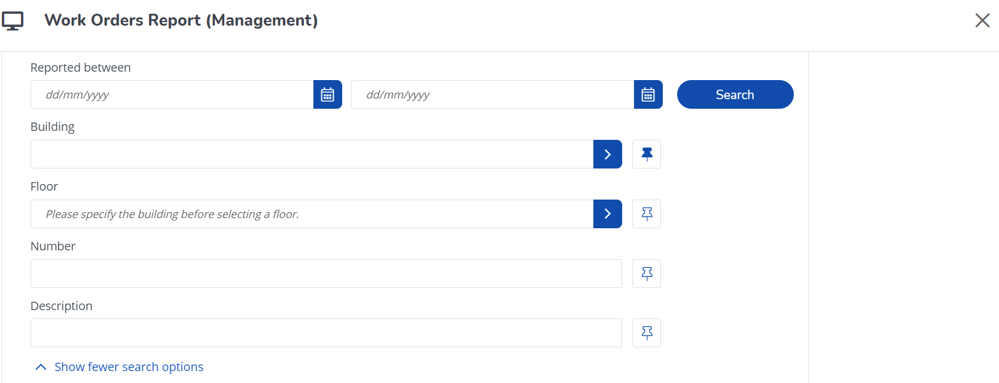 Work Orders Report (Management)
Reported between
dd/mm/yyyy dd/mm/yyyy Search
Building
Floor
Please specify the building before selecting a floor.
Number
Description
Show fewer search options